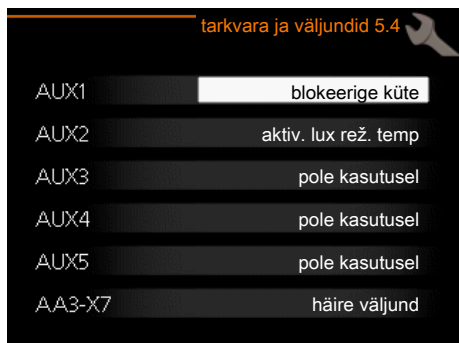 tarkvara ja väljundid 5.4
AUX1 blokeerige küte
AUX2 aktiv. lux rež. temp
AUX3 pole kasutusel
AUX4 pole kasutusel
AUX5 pole kasutusel
AA3-X7 häire väljund